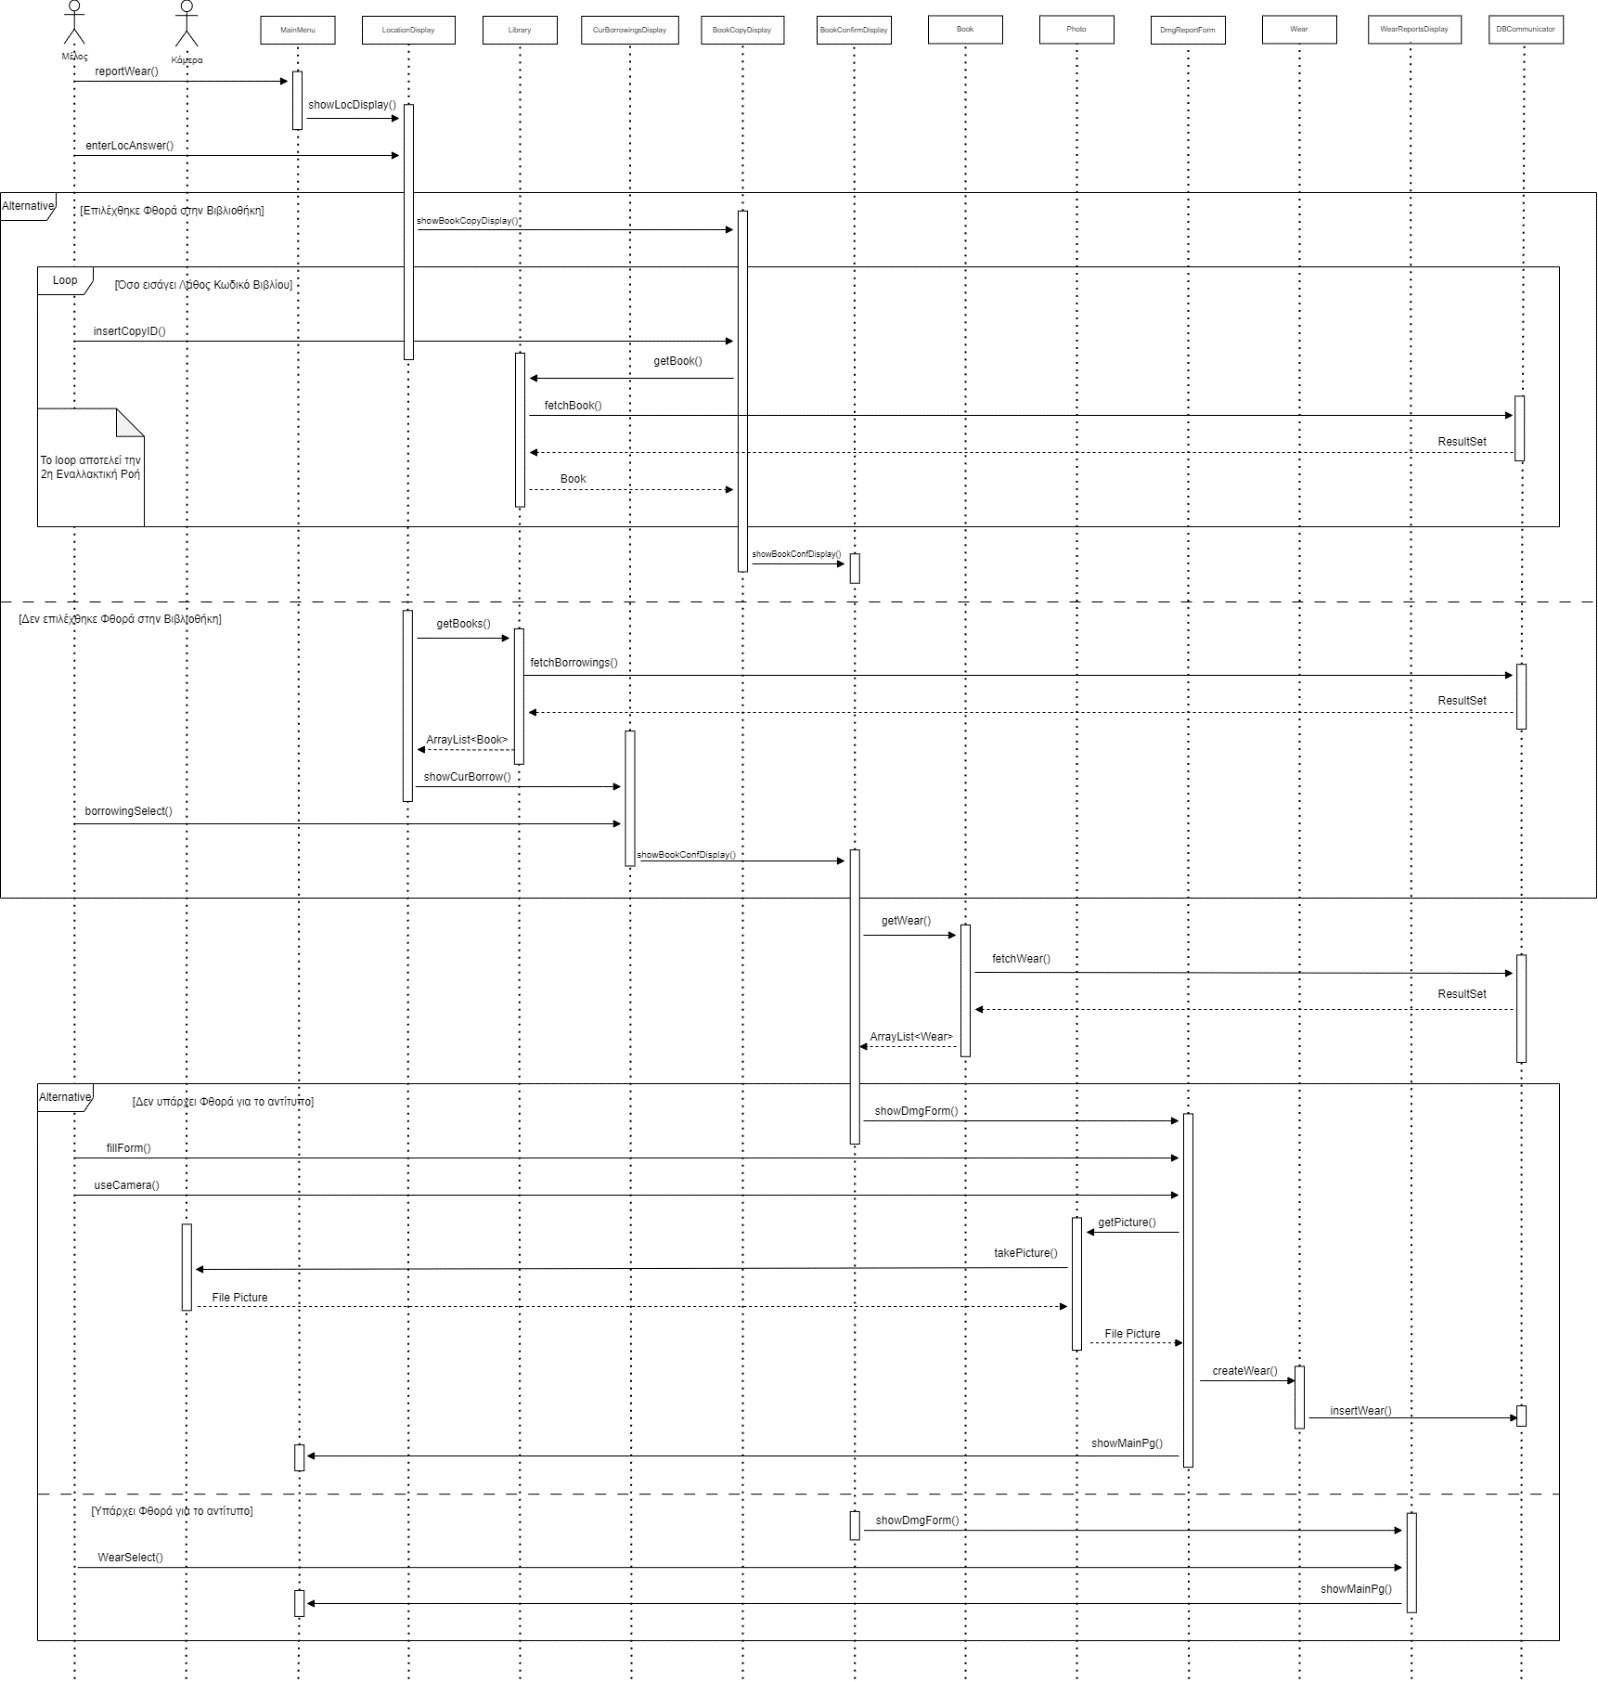 Μέλος
Κάμερα
MainMenu
LocationDisplay
Library
CurBorrowingsDisplay
BookCopyDisplay
BookConfirmDisplay
Book
Photo
DmgReportForm
Wear
WearReportsDisplay
DBCommunicator
reportWear()
showLocDisplay()
enterLocAnswer()
Alternative
[Επιλέχθηκε Φθορά στην Βιβλιοθήκη]
showBookCopyDisplay()
Loop
[Όσο εισάγει Λάθος Κωδικό Βιβλίου]
insertCopyID()
getBook()
fetchBook()
ResultSet
Το loop αποτελεί την
2η Εναλλακτική Ροή
Book
showBookConfDisplay()
[Δεν επιλέχθηκε Φθορά στην Βιβλιοθήκη]
getBooks()
fetchBorrowings()
ResultSet
ArrayList<Book>
showCurBorrow()
borrowingSelect()
showBookConfDisplay()
getWear()
fetchWear()
ResultSet
ArrayList<Wear>
Alternative
[Δεν υπάρχει Φθορά για το αντίτυπο]
showDmgForm()
fillForm()
useCamera()
getPicture()
takePicture()
File Picture
File Picture
createWear()
insertWear()
showMainPg()
[Υπάρχει Φθορά για το αντίτυπο]
showDmgForm()
WearSelect()
showMainPg()